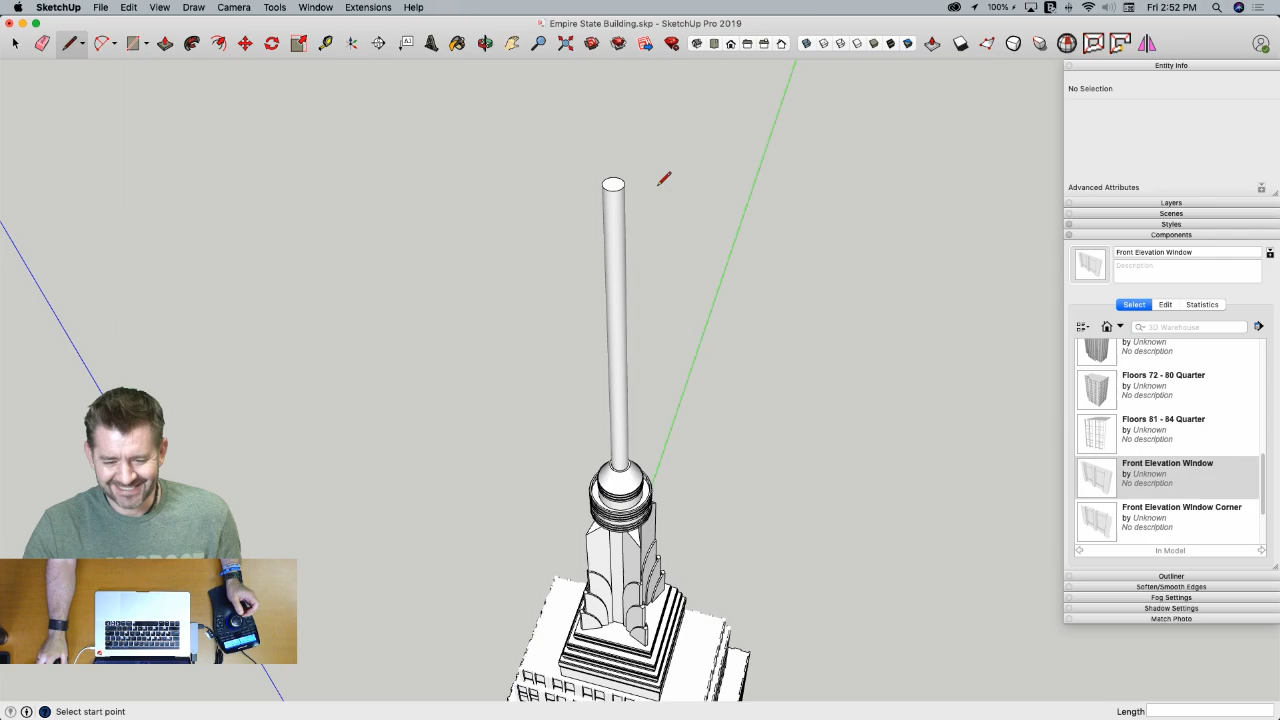 SketchUp File Edit View Draw Camera Tools Window Extensions Help
100% Fri 2:52 PM
Empire State Building.skp - SketchUp Pro 2019
Entity Info
No Selection
Advanced Attributes
Layers
Scenes
Styles
Components
Front Elevation Window
Description
Select Edit Statistics
3D Warehouse
by Unknown
No description
Floors 72 - 80 Quarter
by Unknown
No description
Floors 81 - 84 Quarter
by Unknown
No description
Front Elevation Window
by Unknown
No description
Front Elevation Window Corner
by Unknown
No description
In Model
Outliner
Soften/Smooth Edges
Fog Settings
Shadow Settings
Match Photo
Select start point
Length